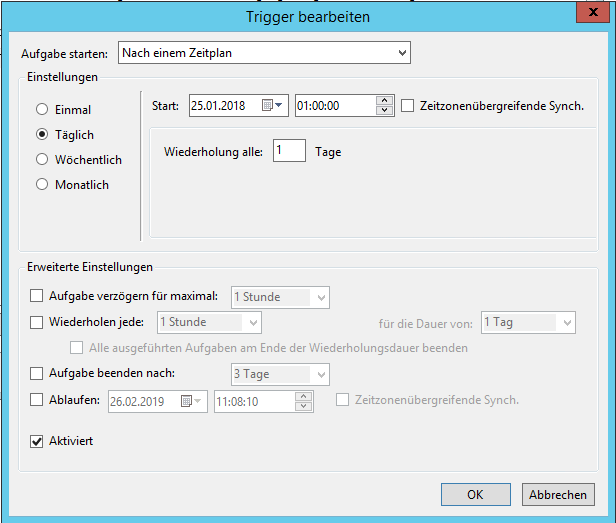 Trigger bearbeiten
x
Aufgabe starten: Nach einem Zeitplan
Einstellungen
Einmal
Täglich
Wöchentlich
Monatlich
Start: 25.01.2018 01:00:00 Zeitzonenübergreifende Synch.
Wiederholung alle: 1 Tage
Erweiterte Einstellungen
Aufgabe verzögern für maximal: 1 Stunde
Wiederholen jede: 1 Stunde für die Dauer von: 1 Tag
Alle ausgeführten Aufgaben am Ende der Wiederholungsdauer beenden
Aufgabe beenden nach: 3 Tage
Ablaufen: 26.02.2019 11:08:10 Zeitzonenübergreifende Synch.
Aktiviert
OK Abbrechen